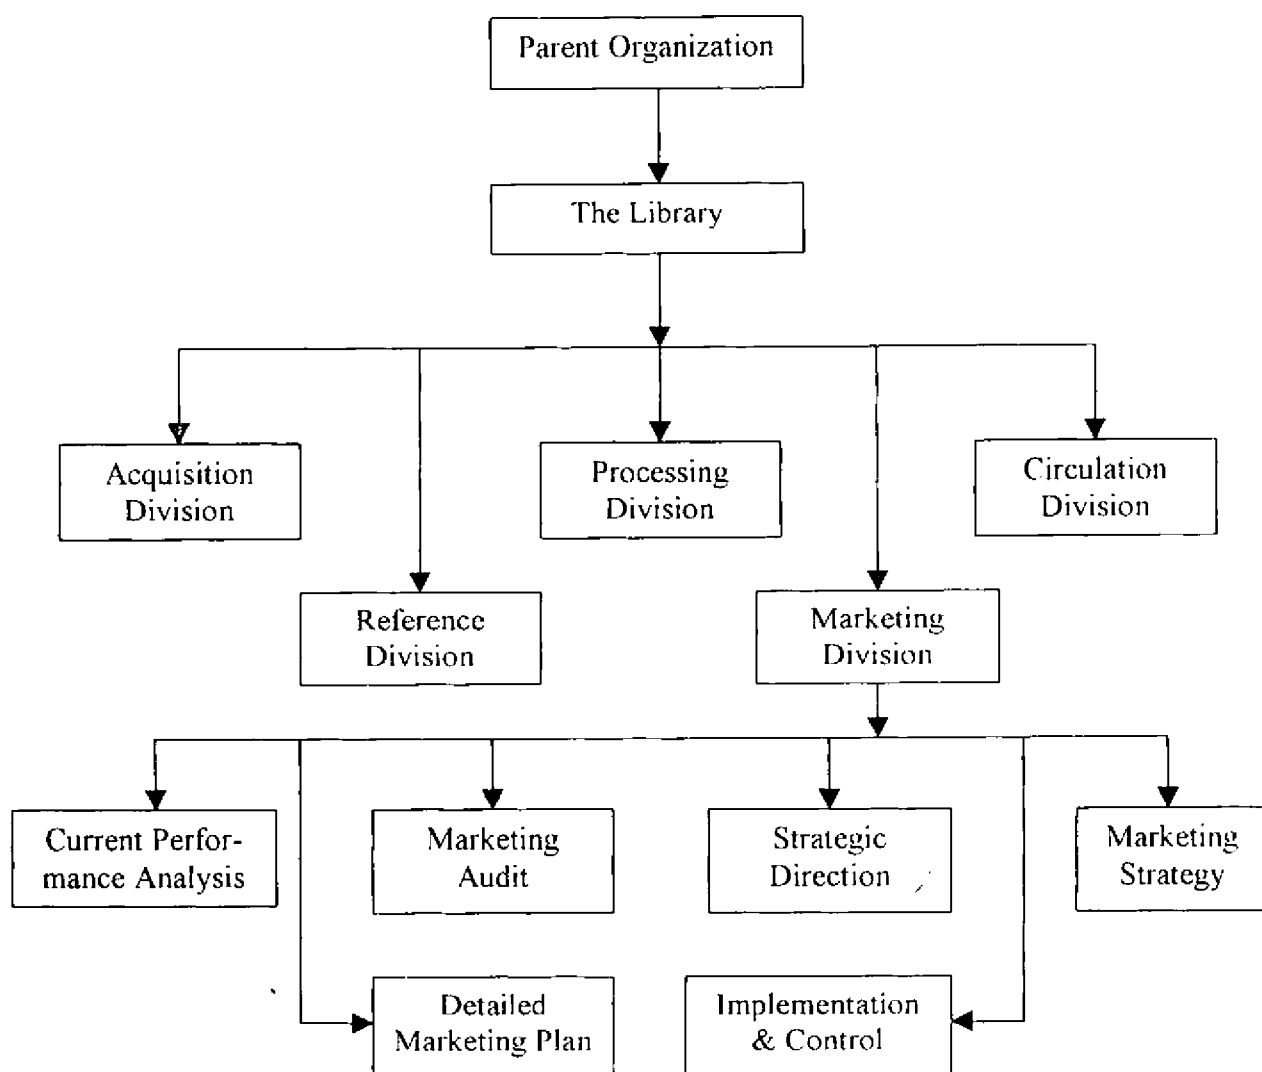 Parent Organization
The Library
Acquisition
Division
Processing
Division
Circulation
Division
Reference
Division
Marketing
Division
Current Perfor-
mance Analysis
Marketing
Audit
Strategic
Direction
Marketing
Strategy
Detailed
Marketing Plan
Implementation
& Control